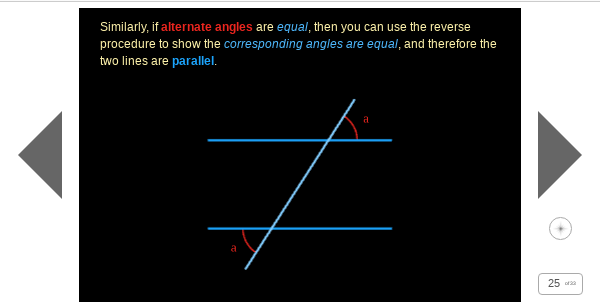 Similarly, if alternate angles are equal, then you can use the reverse
procedure to show the corresponding angles are equal, and therefore the
two lines are parallel.
a
a
25 of 33